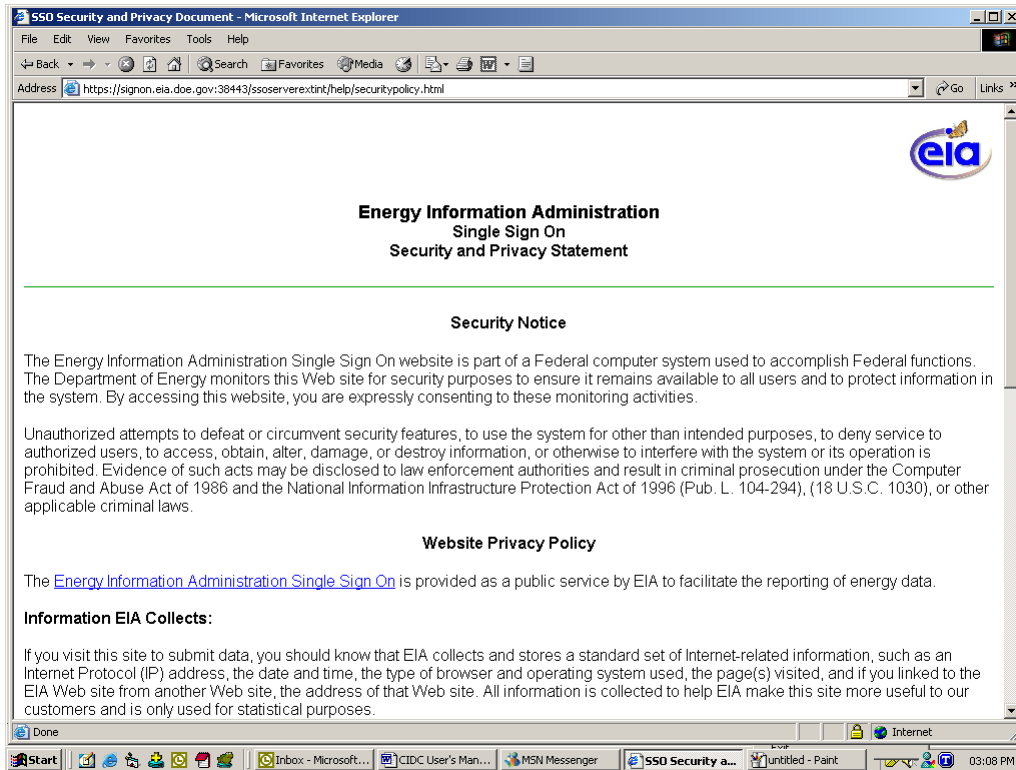 SSO Security and Privacy Document - Microsoft Internet Explorer
File Edit View Favorites Tools Help
Back Search Favorites Media
Address https://signon.eia.doe.gov:38443/ssoserverextint/help/securitypolicy.html Go Links »
eia
Energy Information Administration
Single Sign On
Security and Privacy Statement
Security Notice
The Energy Information Administration Single Sign On website is part of a Federal computer system used to accomplish Federal functions.
The Department of Energy monitors this Web site for security purposes to ensure it remains available to all users and to protect information in
the system. By accessing this website, you are expressly consenting to these monitoring activities.
Unauthorized attempts to defeat or circumvent security features, to use the system for other than intended purposes, to deny service to
authorized users, to access, obtain, alter, damage, or destroy information, or otherwise to interfere with the system or its operation is
prohibited. Evidence of such acts may be disclosed to law enforcement authorities and result in criminal prosecution under the Computer
Fraud and Abuse Act of 1986 and the National Information Infrastructure Protection Act of 1996 (Pub. L. 104-294), (18 U.S.C. 1030), or other
applicable criminal laws.
Website Privacy Policy
The Energy Information Administration Single Sign On is provided as a public service by EIA to facilitate the reporting of energy data.
Information EIA Collects:
If you visit this site to submit data, you should know that EIA collects and stores a standard set of Internet-related information, such as an
Internet Protocol (IP) address, the date and time, the type of browser and operating system used, the page(s) visited, and if you linked to the
EIA Web site from another Web site, the address of that Web site. All information is collected to help EIA make this site more useful to our
customers and is only used for statistical purposes.
Done Internet
Start Inbox - Microsoft... CIDC User's Man... MSN Messenger SSO Security a... untitled - Paint 03:08 PM